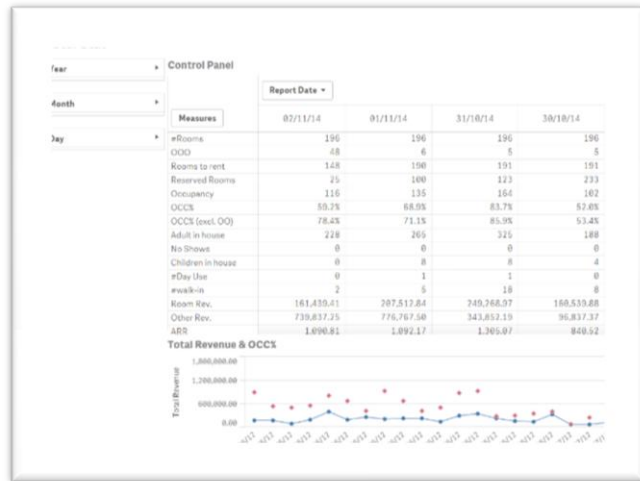 Year
Month
Day
Control Panel
Report Date
Measures 02/11/14 01/11/14 31/10/14 30/10/14
#Rooms 196 196 196 196
OOO 48 6 5 5
Rooms to rent 148 190 191 191
Reserved Rooms 25 100 123 233
Occupancy 116 135 164 102
OCC% 59.2% 68.9% 83.7% 52.0%
OCC% (excl. OO) 78.4% 71.1% 85.9% 53.4%
Adult in house 228 265 325 188
No Shows 0 0 0 0
Children in house 0 8 8 4
#Day Use 0 1 1 0
#walk-in 2 5 18 8
Room Rev. 161,439.41 207,512.84 249,268.97 160,539.88
Other Rev. 739,837.25 776,767.50 343,852.19 96,837.37
ARR 1,090.81 1,092.17 1,305.07 840.52
Total Revenue & OCC%
Total Revenue
1,800,000.00
1,200,000.00
600,000.00
0.00